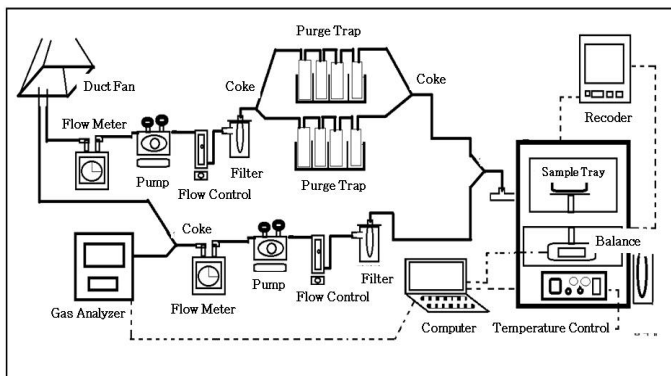 Purge Trap
Duct Fan
Coke
Coke
Flow Meter
Recoder
Sample Tray
Pump
Flow Control
Filter
Purge Trap
Coke
Balance
Pump
Filter
Gas Analyzer
Flow Meter
Flow Control
Computer
Temperature Control